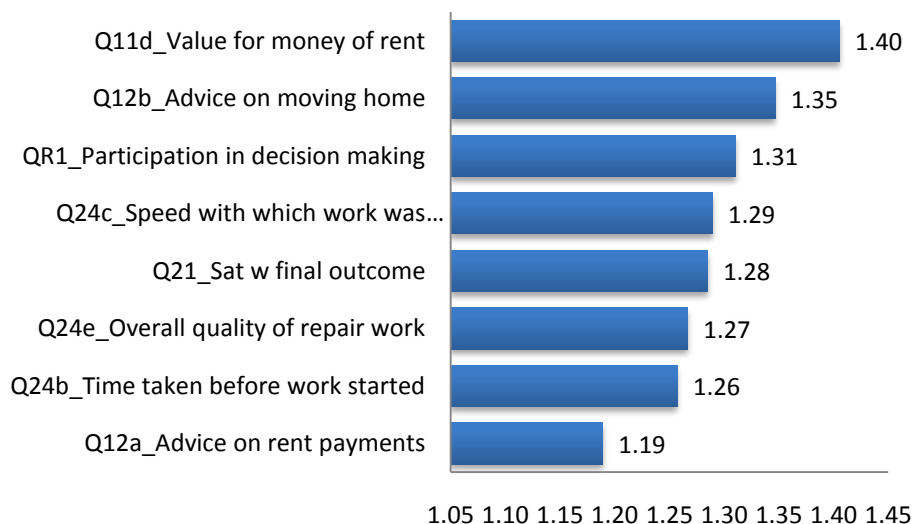 Q11d_Value for money of rent 1.40
Q12b_Advice on moving home 1.35
QR1_Participation in decision making 1.31
Q24c_Speed with which work was... 1.29
Q21_Sat w final outcome 1.28
Q24e_Overall quality of repair work 1.27
Q24b_Time taken before work started 1.26
Q12a_Advice on rent payments 1.19
1.05 1.10 1.15 1.20 1.25 1.30 1.35 1.40 1.45